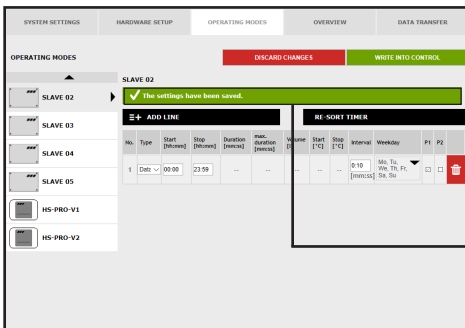 SYSTEM SETTINGS HARDWARE SETUP OPERATING MODES OVERVIEW DATA TRANSFER
OPERATING MODES DISCARD CHANGES WRITE INTO CONTROL
SLAVE 02
SLAVE 02
The settings have been saved.
ADD LINE RE-SORT TIMER
SLAVE 03
No. Type Start [hh:mm] Stop [hh:mm] Duration [mm:ss] max. duration [mm:ss] Start [°C] Stop [°C] Interval Weekday P1 P2
SLAVE 04
1 Datz 00:00 23:59 ... ... ... ... ... 0:10 [mm:ss] Mo, Tu, We, Th, Fr, Sa, Su
SLAVE 05
HS-PRO-V1
HS-PRO-V2